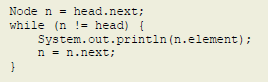 Node n = head.next;
while (n != head) {
    System.out.println(n.element);
    n = n.next;
}